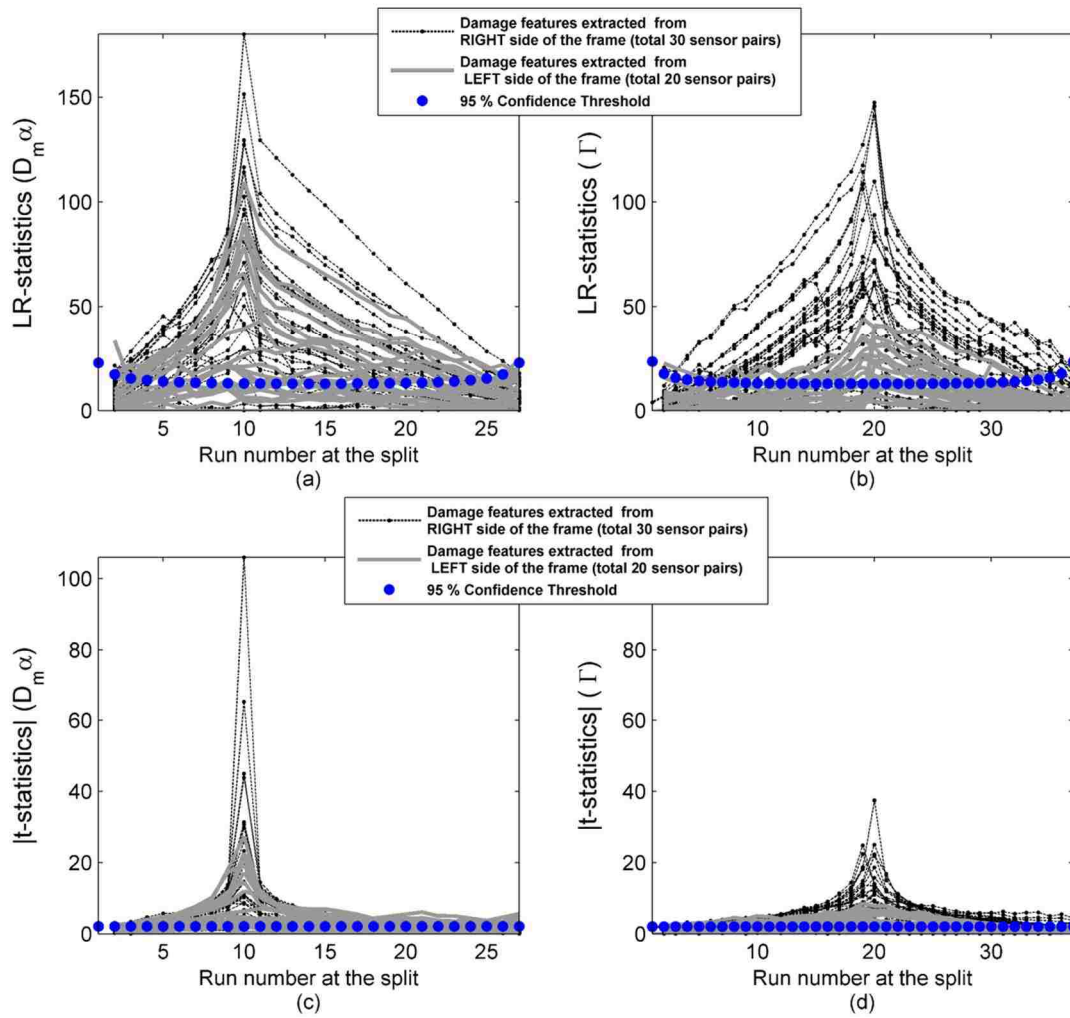 Damage features extracted from
RIGHT side of the frame (total 30 sensor pairs)
Damage features extracted from
LEFT side of the frame (total 20 sensor pairs)
95 % Confidence Threshold
LR-statistics (D_m α)
150
100
50
0
5 10 15 20 25
Run number at the split
(a)
LR-statistics ( Γ)
150
100
50
0
10 20 30
Run number at the split
(b)
Damage features extracted from
RIGHT side of the frame (total 30 sensor pairs)
Damage features extracted from
LEFT side of the frame (total 20 sensor pairs)
95 % Confidence Threshold
|t-statistics| (D_m α)
100
80
60
40
20
0
5 10 15 20 25
Run number at the split
(c)
|t-statistics| ( Γ)
100
80
60
40
20
0
10 20 30
Run number at the split
(d)